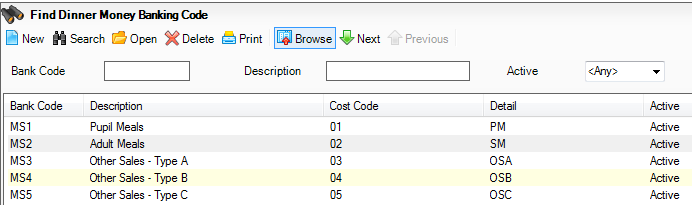 Find Dinner Money Banking Code
New Search Open Delete Print Browse Next Previous
Bank Code Description Active <Any>
Bank Code Description Cost Code Detail Active
MS1 Pupil Meals 01 PM Active
MS2 Adult Meals 02 SM Active
MS3 Other Sales - Type A 03 OSA Active
MS4 Other Sales - Type B 04 OSB Active
MS5 Other Sales - Type C 05 OSC Active